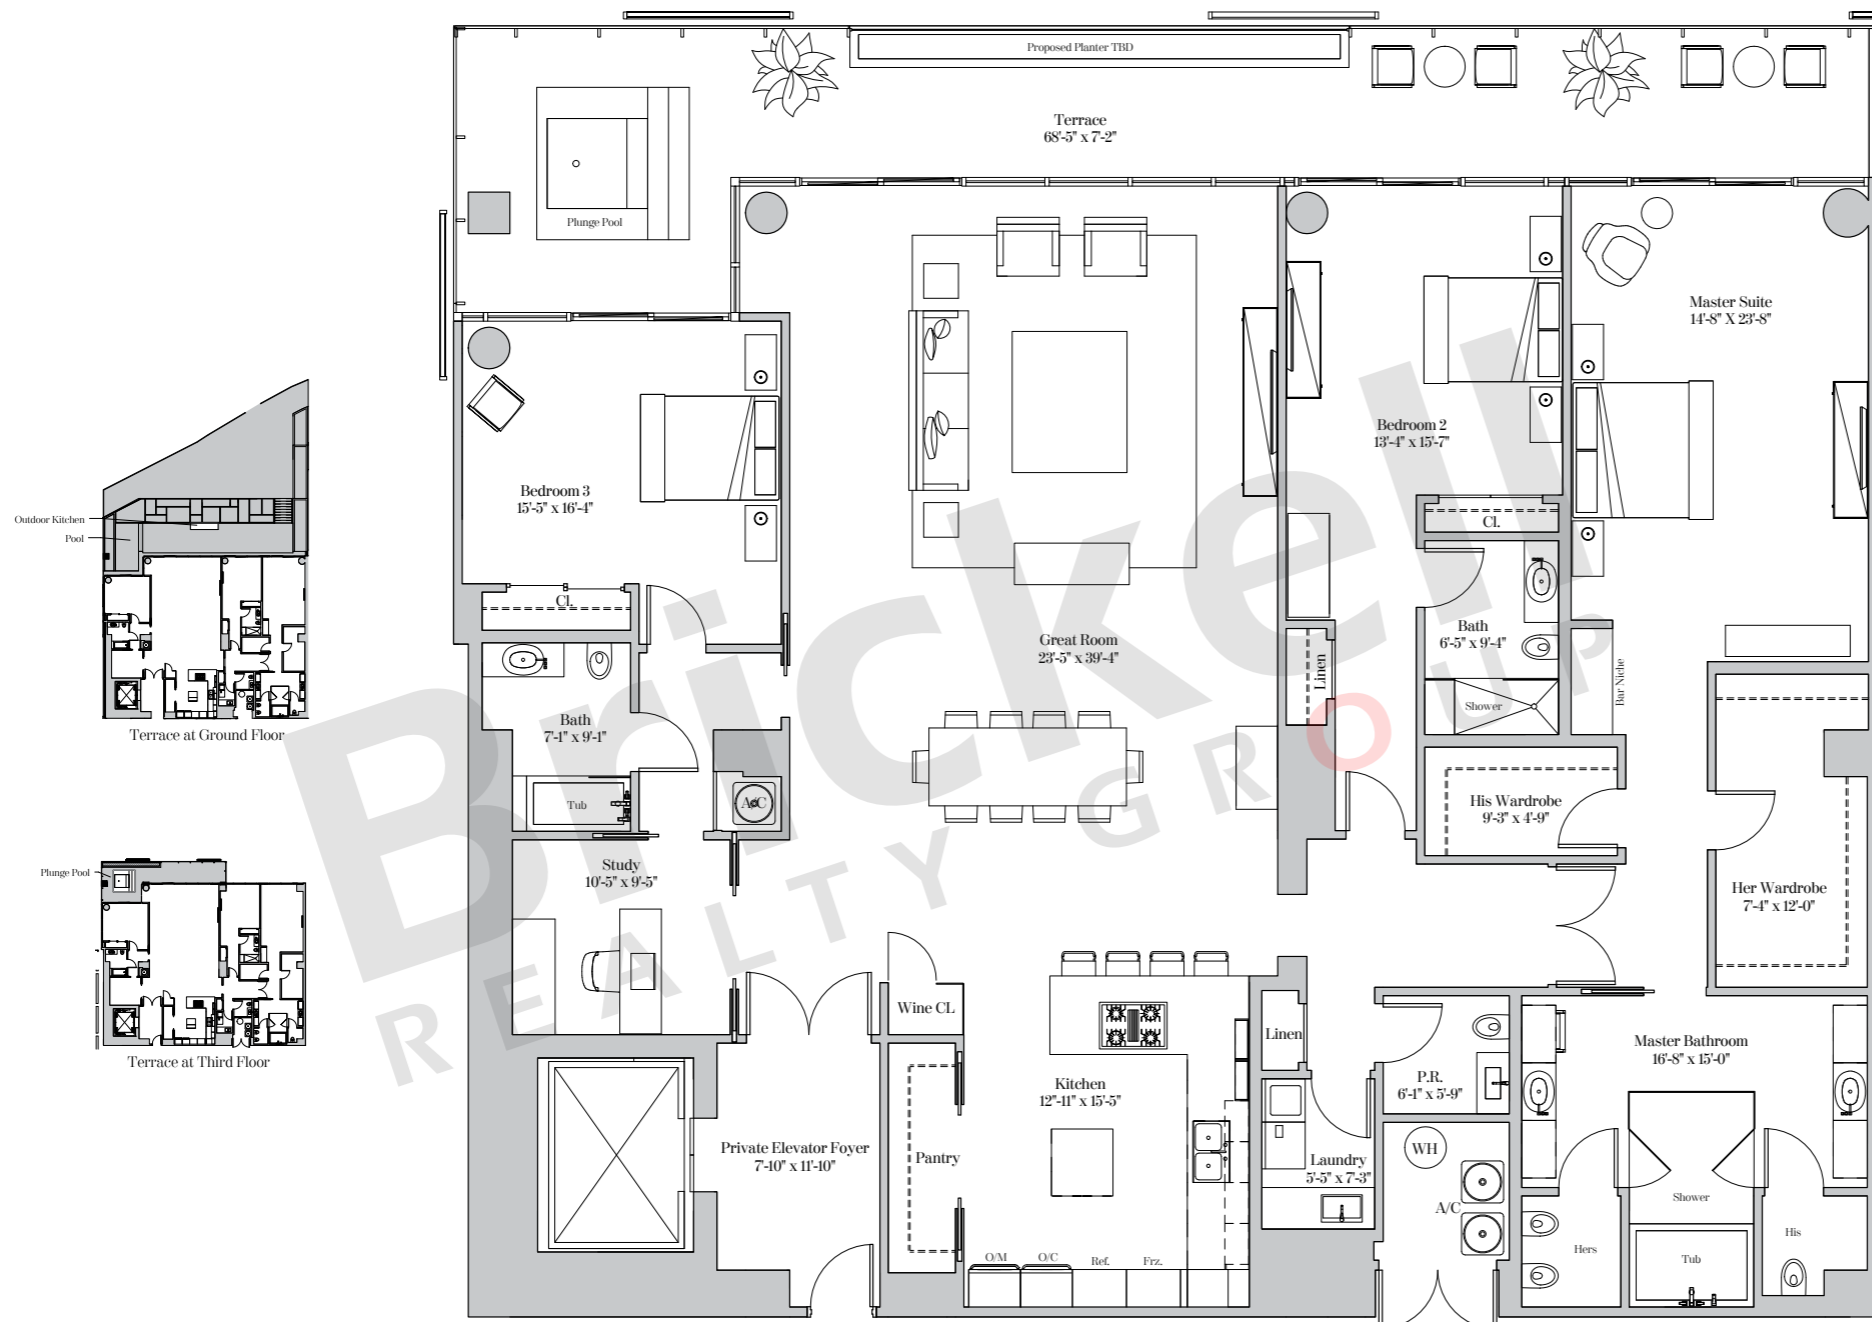 Proposed Planter TBD
Terrace
68'-5" x 7'-2"
Plunge Pool
Master Suite
14'-8" X 23'-8"
Bedroom 2
13'-4" x 15'-7"
Bedroom 3
15'-5" x 16'-4"
Outdoor Kitchen
Pool
Terrace at Ground Floor
Cl.
Cl.
Bath
6'-5" x 9'-4"
Great Room
23'-5" x 39'-4"
Linen
Bar Niche
Shower
Bath
7'-1" x 9'-1"
Tub
A/C
His Wardrobe
9'-3" x 4'-9"
Plunge Pool
Terrace at Third Floor
Study
10'-5" x 9'-5"
Her Wardrobe
7'-4" x 12'-0"
Wine CL
Linen
Master Bathroom
16'-8" x 15'-0"
Kitchen
12"-11" x 15'-5"
P.R.
6'-1" x 5'-9"
Private Elevator Foyer
7'-10" x 11'-10"
Pantry
WH
Laundry
5'-5" x 7'-3"
A/C
Shower
O/M
O/C
Ref.
Frz.
Hers
Tub
His
Brickell
REALTY GROUP